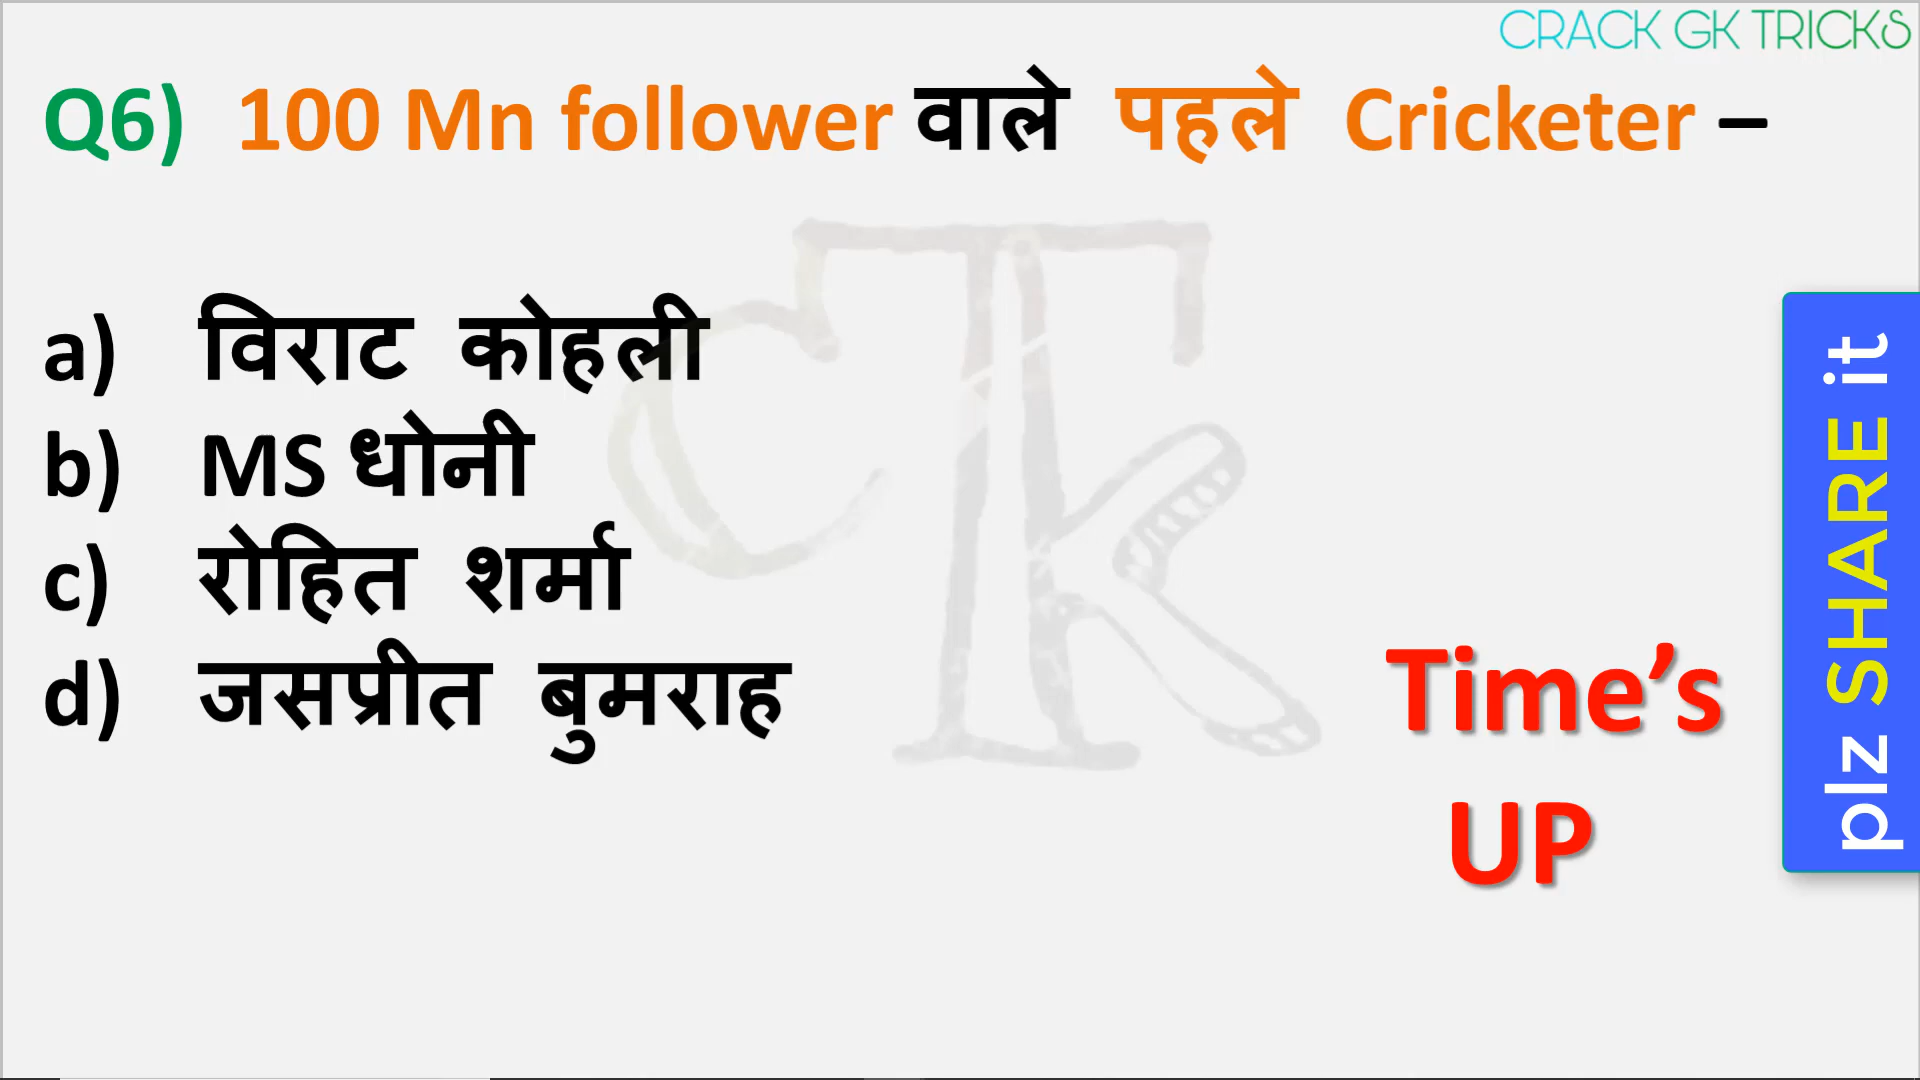 CRACK GK TRICKS
Q6) 100 Mn follower वाले पहले Cricketer –
a) विराट कोहली
b) MS धोनी
c) रोहित शर्मा
d) जसप्रीत बुमराह
Time’s
UP
plz SHARE it
CTK